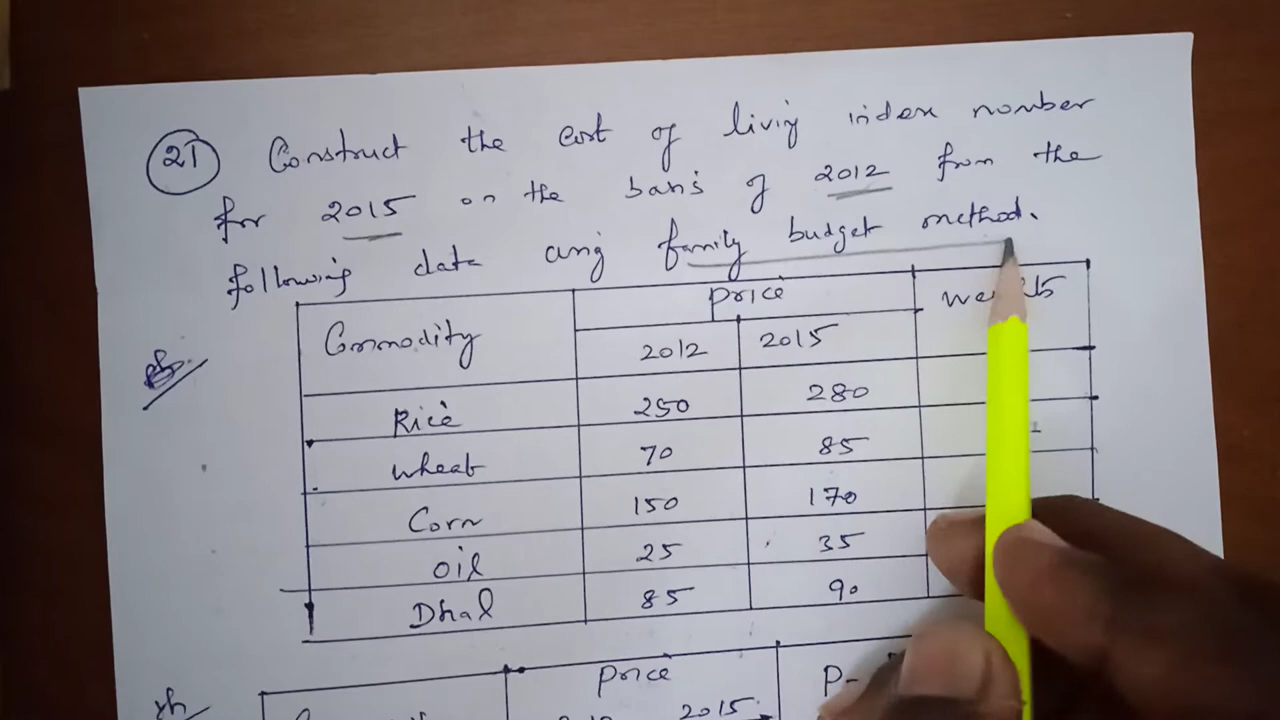 21 Construct the cost of living index number
for 2015 on the basis of 2012 from the
following data using family budget method.
Commodity Price
2012 2015
Rice 250 280
Wheat 70 85
Corn 150 170
Oil 25 35
Dhal 85 90
Price P-
2015